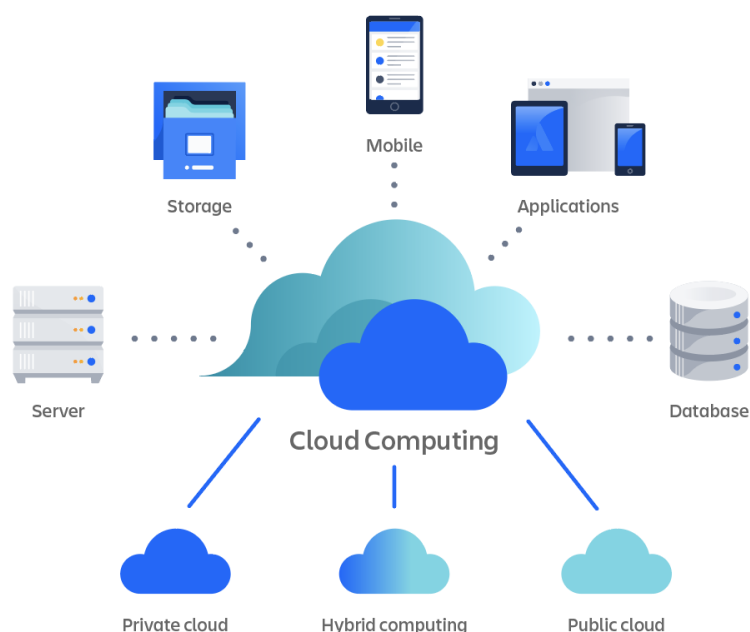 Mobile
Storage
Applications
Server
Database
Cloud Computing
Private cloud
Hybrid computing
Public cloud